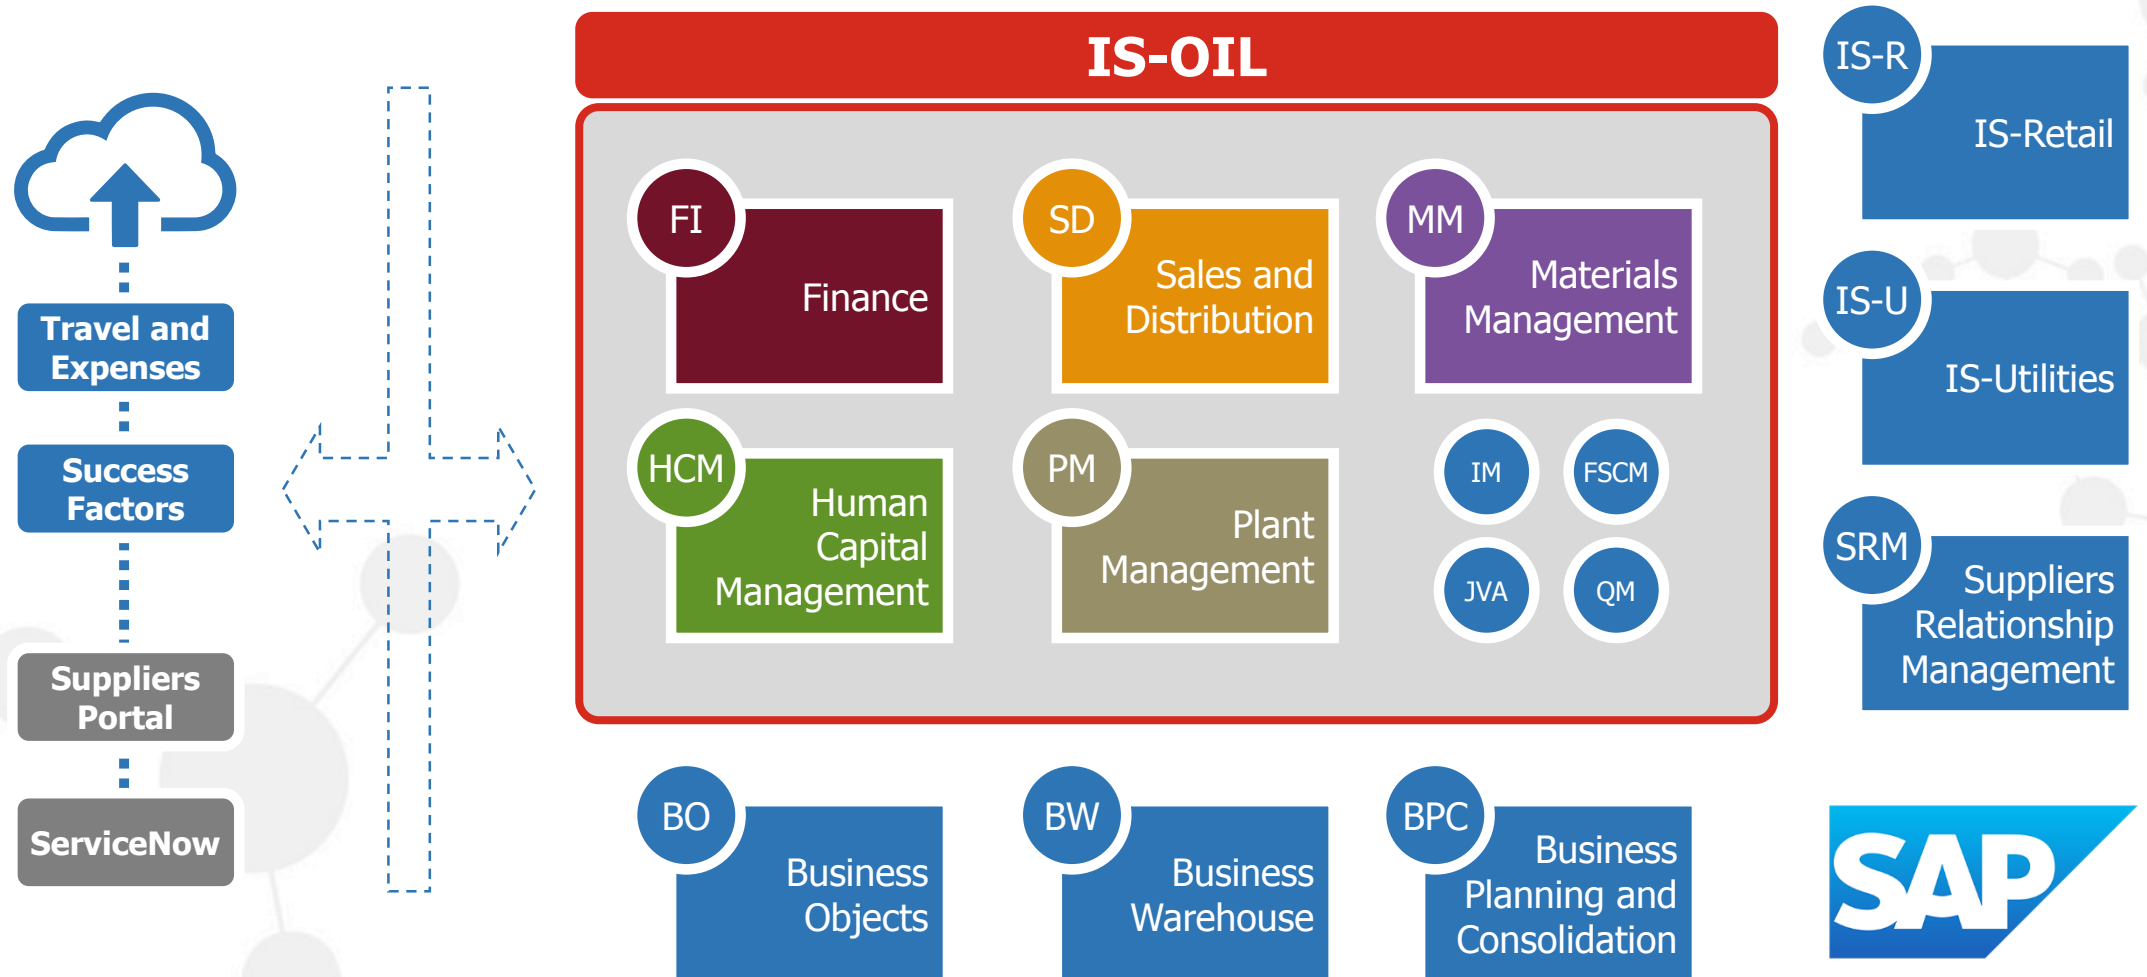 IS-OIL
Travel and
Expenses
Success
Factors
Suppliers
Portal
ServiceNow
FI
Finance
SD
Sales and
Distribution
MM
Materials
Management
HCM
Human
Capital
Management
PM
Plant
Management
IM
FSCM
JVA
QM
BO
Business
Objects
BW
Business
Warehouse
BPC
Business
Planning and
Consolidation
IS-R
IS-Retail
IS-U
IS-Utilities
SRM
Suppliers
Relationship
Management
SAP